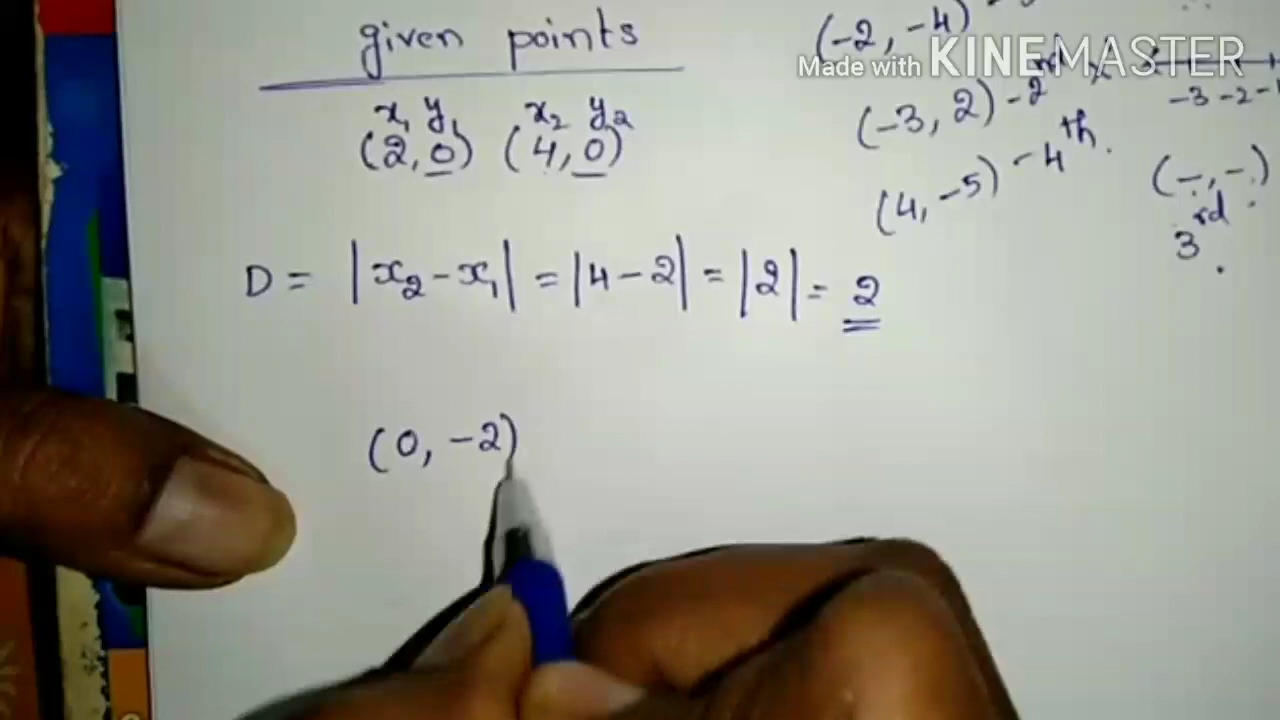 given points
x₁ y₁ x₂ y₂
(2, 0) (4, 0)
D = |x₂ - x₁| = |4 - 2| = |2| = 2
(0, -2)
(-2, -4) -
(-3, 2) - 2nd
(4, -5) - 4th.
x
-3 -2 -1
(-, -)
3rd.
Made with KINEMASTER